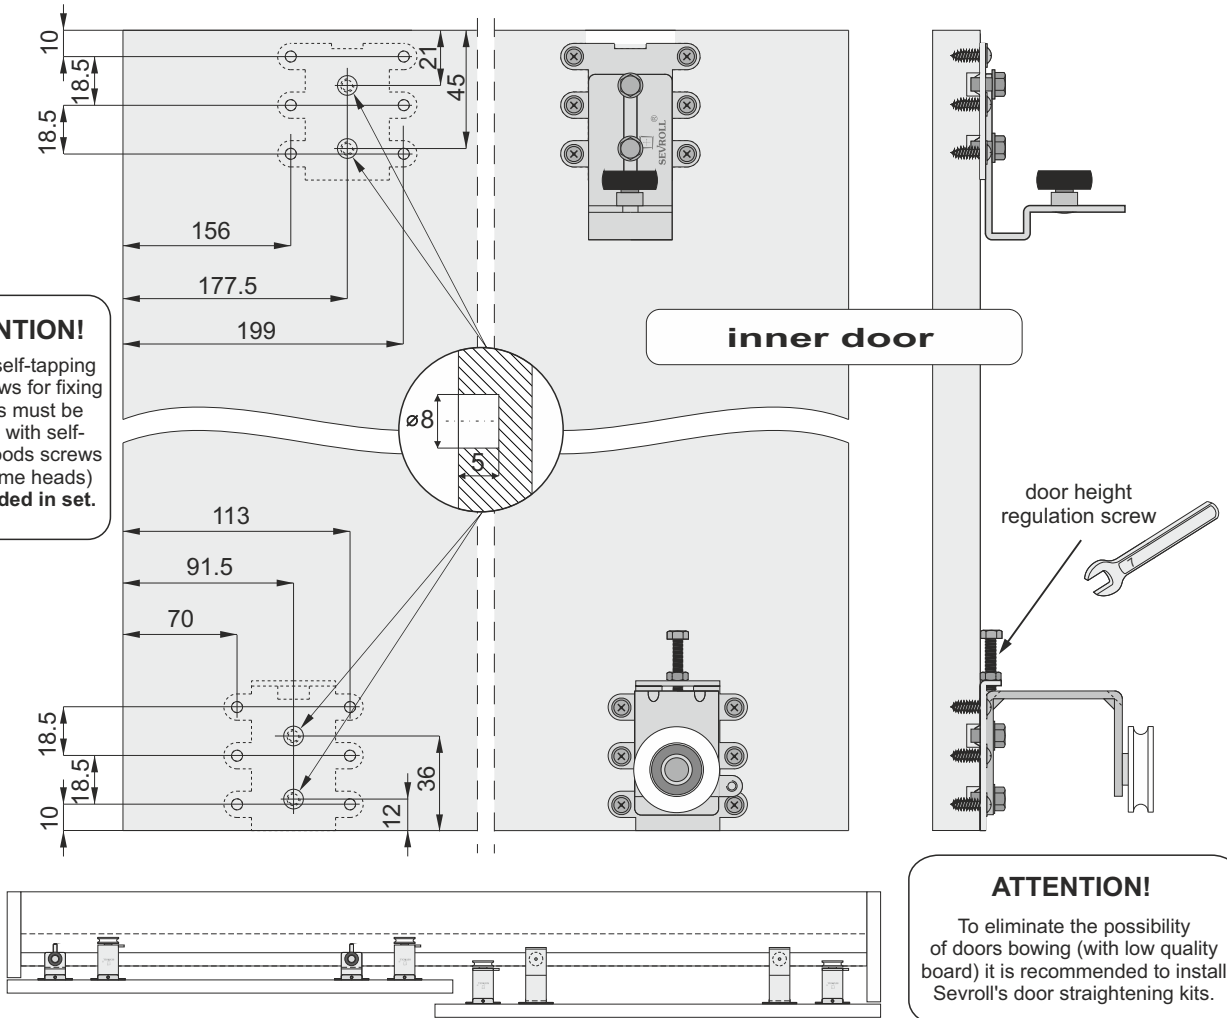 10
18.5
18.5
21
45
SEVROLL
®
156
177.5
199
NTION!
self-tapping
ws for fixing
s must be
with self-
oods screws
me heads)
ded in set.
inner door
ø8
5
door height
regulation screw
113
91.5
70
18.5
18.5
10
36
12
ATTENTION!
To eliminate the possibility
of doors bowing (with low quality
board) it is recommended to install
Sevroll's door straightening kits.